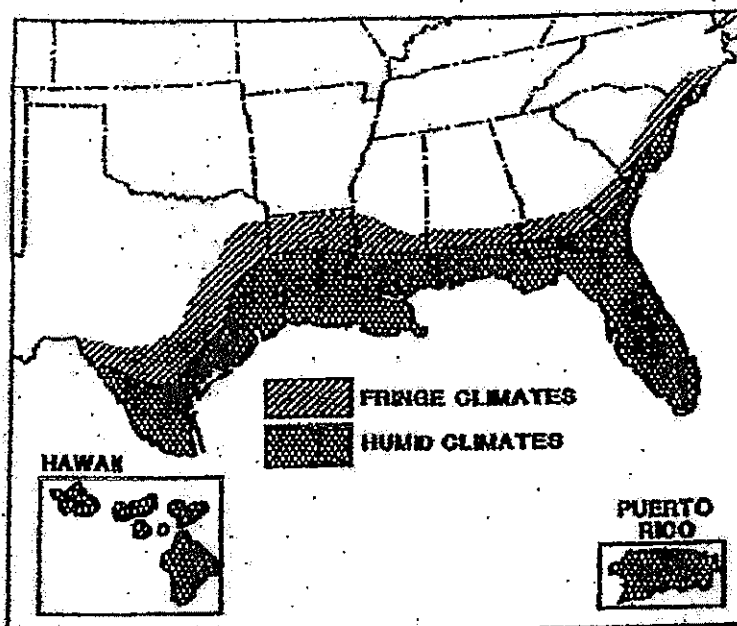 FRINGE CLIMATES
HUMID CLIMATES
HAWAII
PUERTO
RICO